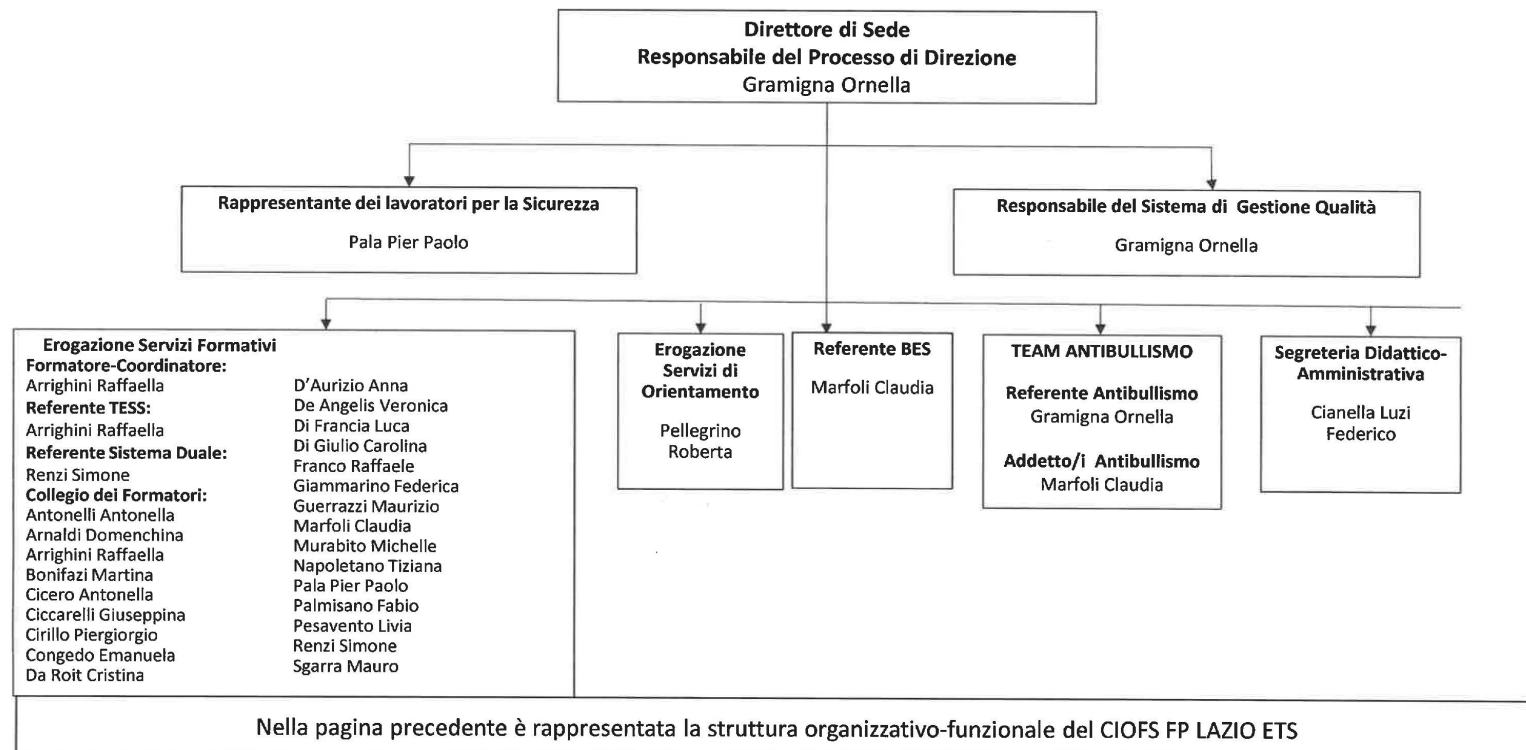 Direttore di Sede
Responsabile del Processo di Direzione
Gramigna Ornella
Rappresentante dei lavoratori per la Sicurezza
Pala Pier Paolo
Responsabile del Sistema di Gestione Qualità
Gramigna Ornella
Erogazione Servizi Formativi
Formatore-Coordinatore:
Arrighini Raffaella
Referente TESS:
Arrighini Raffaella
Referente Sistema Duale:
Renzi Simone
Collegio dei Formatori:
Antonelli Antonella
Arnaldi Domenchina
Arrighini Raffaella
Bonifazi Martina
Cicero Antonella
Ciccarelli Giuseppina
Cirillo Piergiorgio
Congedo Emanuela
Da Roit Cristina
D'Aurizio Anna
De Angelis Veronica
Di Francia Luca
Di Giulio Carolina
Franco Raffaele
Giammarino Federica
Guerrazzi Maurizio
Marfoli Claudia
Murabito Michelle
Napoletano Tiziana
Pala Pier Paolo
Palmisano Fabio
Pesavento Livia
Renzi Simone
Sgarra Mauro
Erogazione
Servizi di
Orientamento
Pellegrino
Roberta
Referente BES
Marfoli Claudia
TEAM ANTIBULLISMO
Referente Antibullismo
Gramigna Ornella
Addetto/i Antibullismo
Marfoli Claudia
Segreteria Didattico-
Amministrativa
Cianella Luzi
Federico
Nella pagina precedente è rappresentata la struttura organizzativo-funzionale del CIOFS FP LAZIO ETS